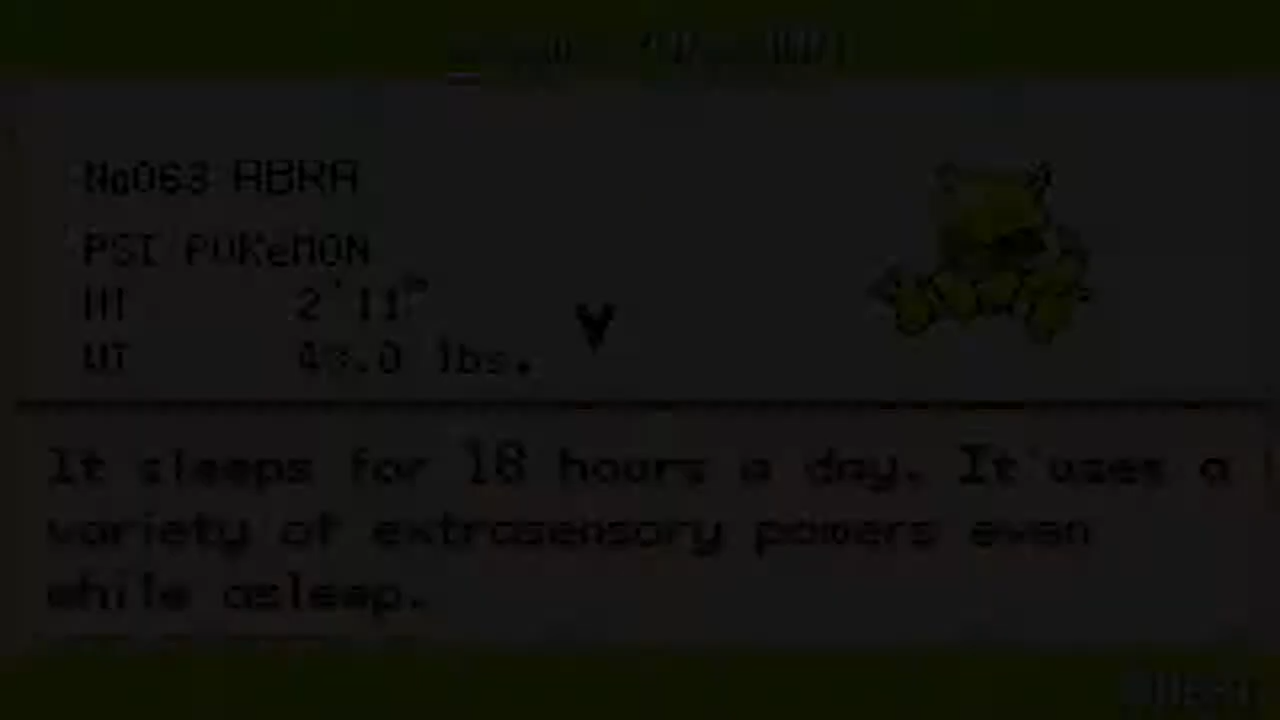 No063 ABRA
PSI POKéMON
HT 2'11"
WT 43.0 lbs.
It sleeps for 18 hours a day. It uses a
variety of extrasensory powers even
while asleep.